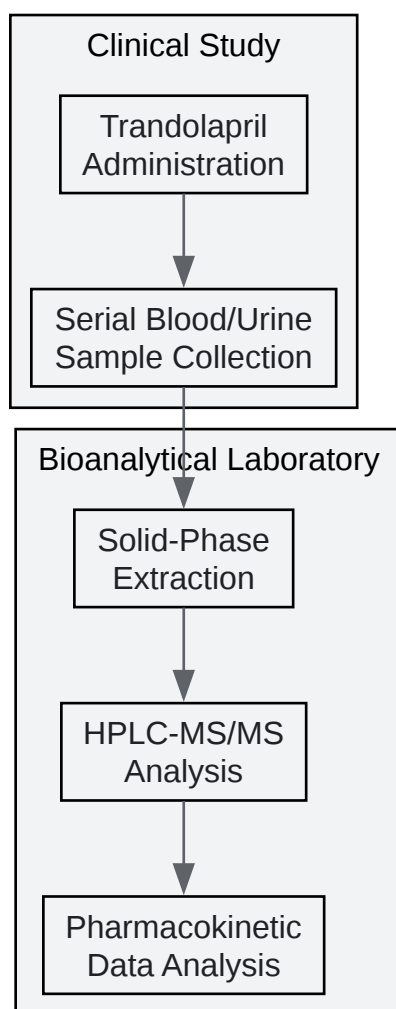 Clinical Study
Trandolapril
Administration
Serial Blood/Urine
Sample Collection
Bioanalytical Laboratory
Solid-Phase
Extraction
HPLC-MS/MS
Analysis
Pharmacokinetic
Data Analysis